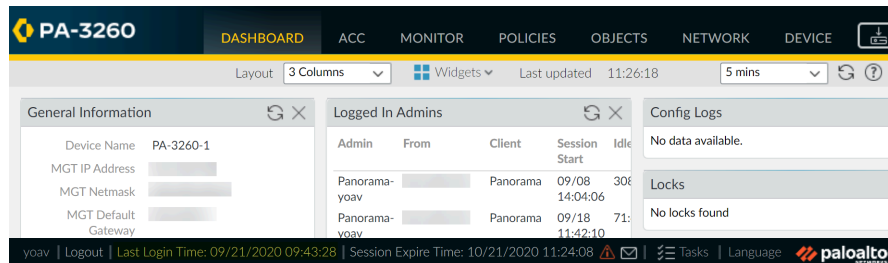 PA-3260
DASHBOARD ACC MONITOR POLICIES OBJECTS NETWORK DEVICE
Layout 3 Columns Widgets Last updated 11:26:18 5 mins
General Information
Device Name PA-3260-1
MGT IP Address
MGT Netmask
MGT Default
Gateway
Logged In Admins
Admin From Client Session Idle
Start
Panorama- Panorama 09/08 308
yoav 14:04:06
Panorama- Panorama 09/18 71:
yoav 11:42:10
Config Logs
No data available.
Locks
No locks found
yoav | Logout | Last Login Time: 09/21/2020 09:43:28 | Session Expire Time: 10/21/2020 11:24:08 | Tasks | Language paloalto
NETWORKS